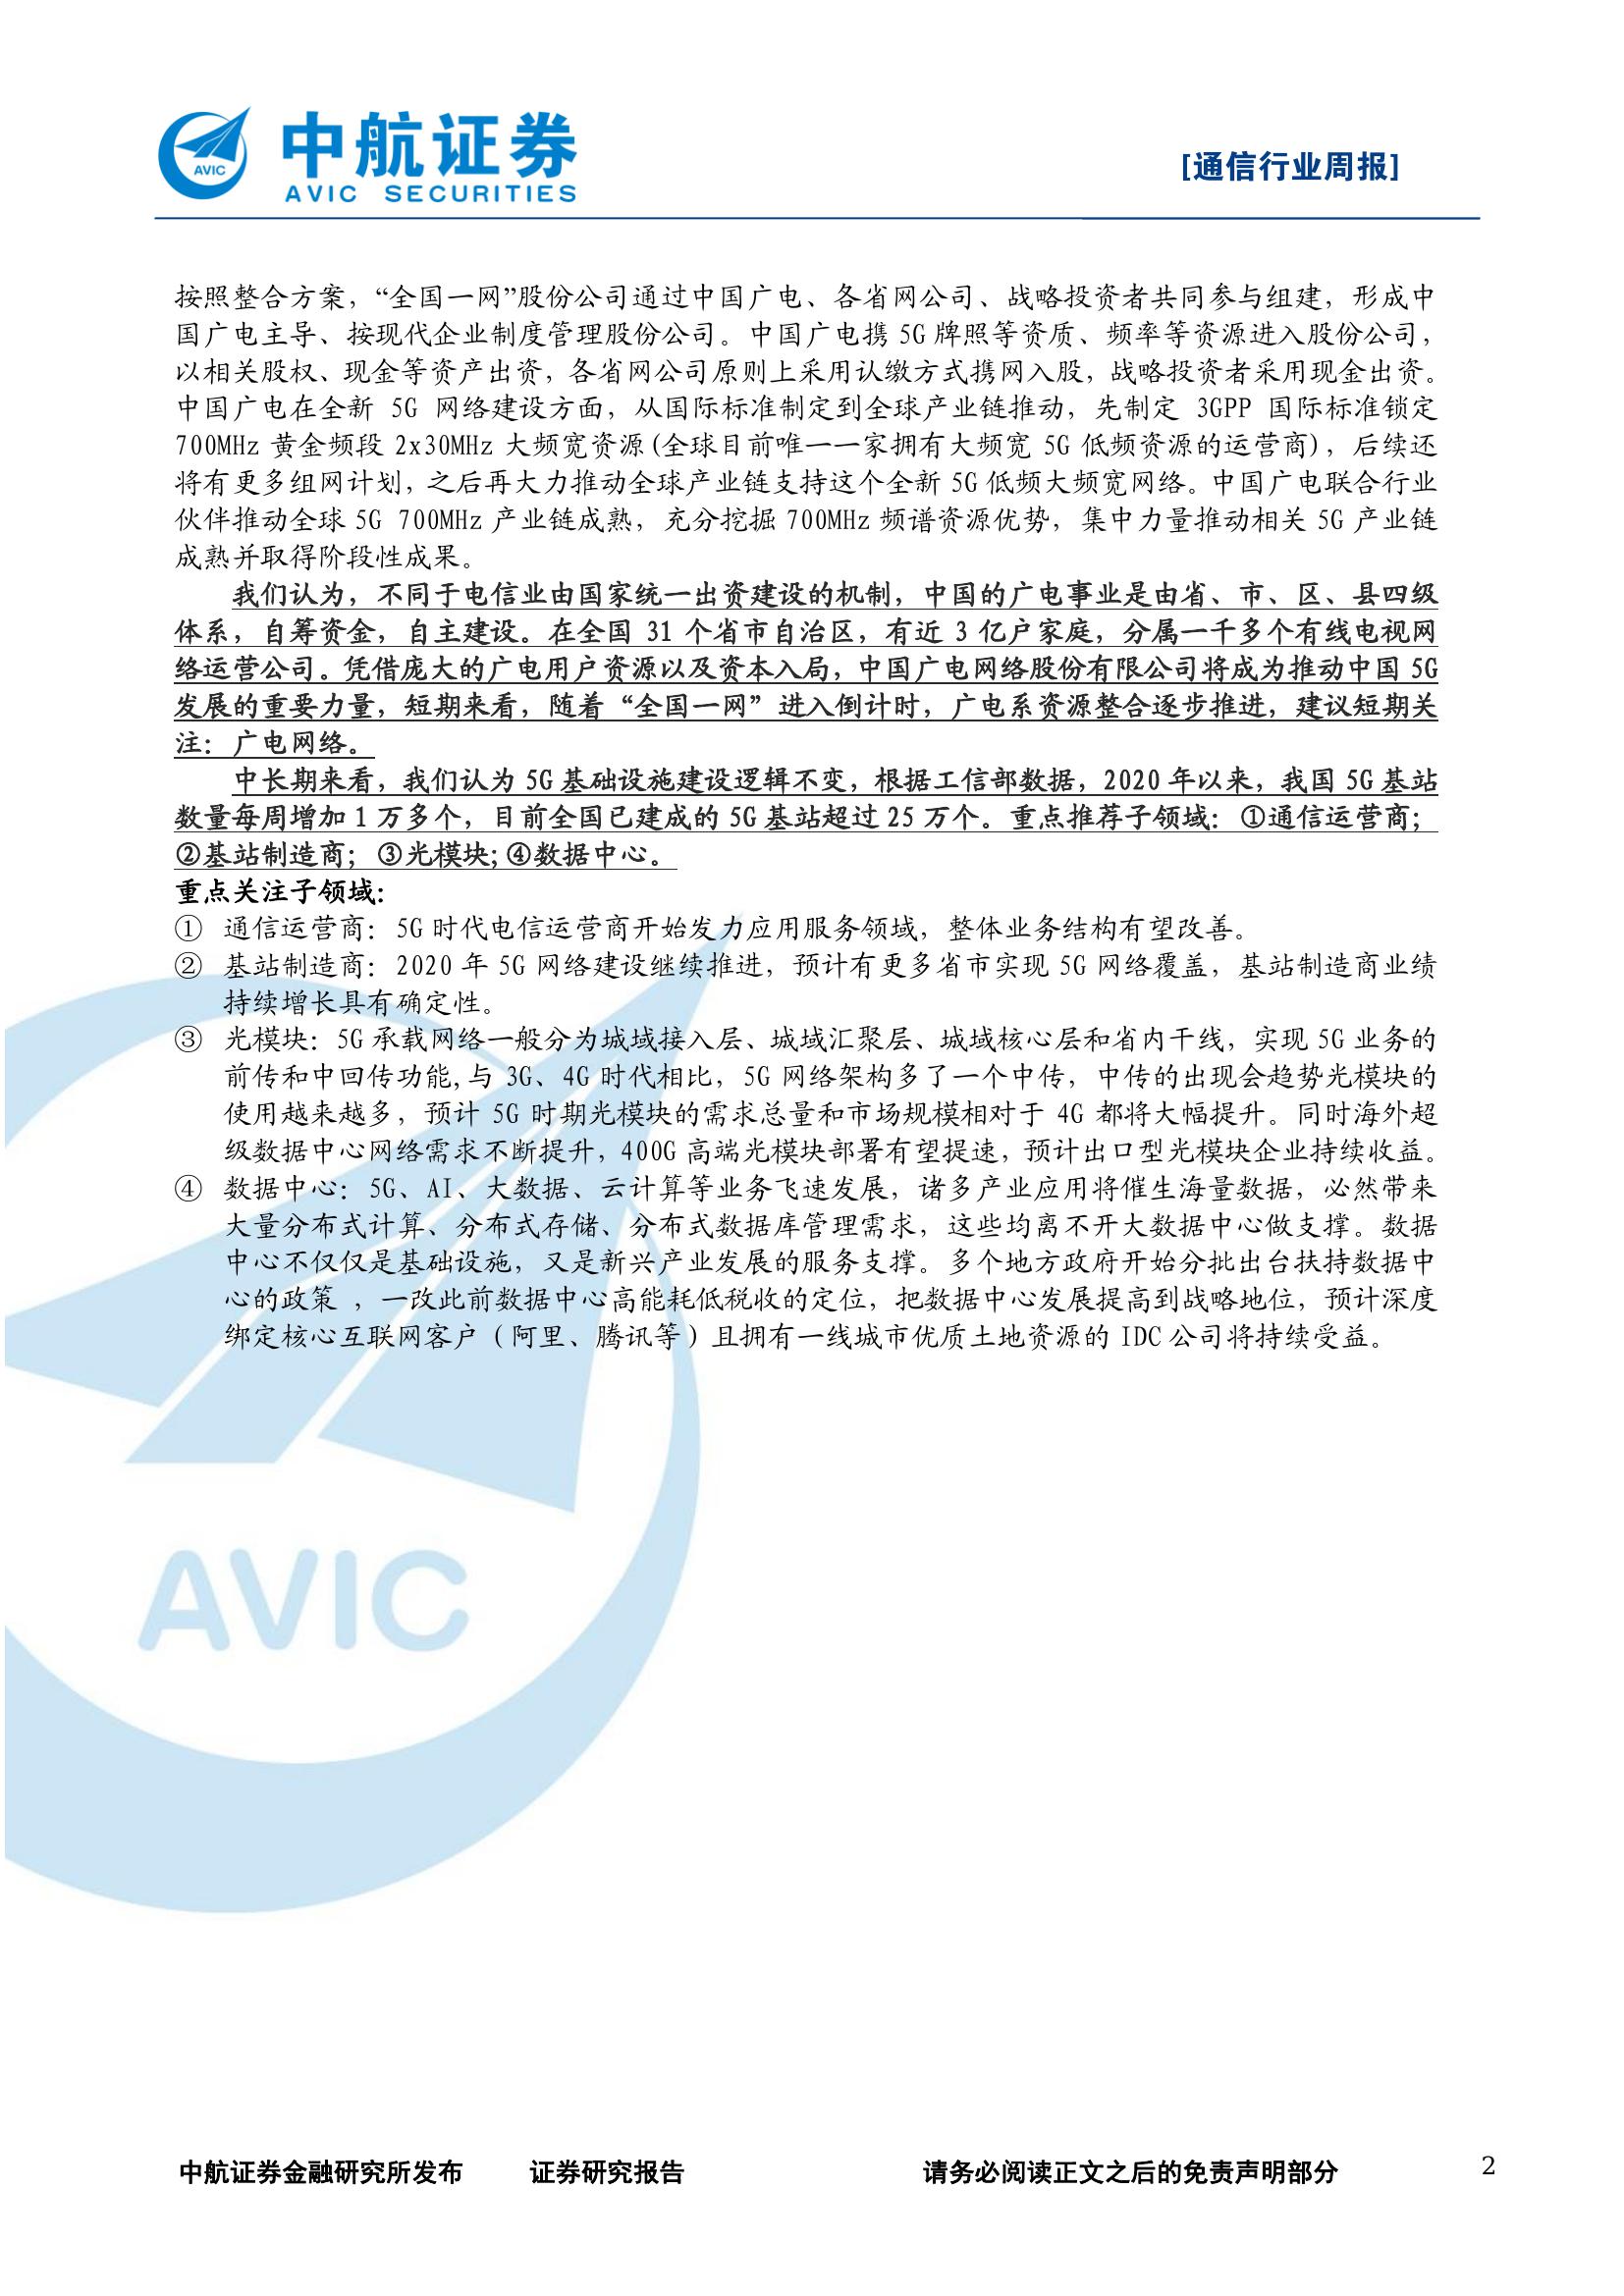 AVIC
中航证券
AVIC SECURITIES
[通信行业周报]
按照整合方案，“全国一网”股份公司通过中国广电、各省网公司、战略投资者共同参与组建，形成中
国广电主导、按现代企业制度管理股份公司。中国广电携 5G 牌照等资质、频率等资源进入股份公司，
以相关股权、现金等资产出资，各省网公司原则上采用认缴方式携网入股，战略投资者采用现金出资。
中国广电在全新 5G 网络建设方面，从国际标准制定到全球产业链推动，先制定 3GPP 国际标准锁定
700MHz 黄金频段 2x30MHz 大频宽资源(全球目前唯一一家拥有大频宽 5G 低频资源的运营商)，后续还
将有更多组网计划，之后再大力推动全球产业链支持这个全新 5G 低频大频宽网络。中国广电联合行业
伙伴推动全球 5G 700MHz 产业链成熟，充分挖掘 700MHz 频谱资源优势，集中力量推动相关 5G 产业链
成熟并取得阶段性成果。
我们认为，不同于电信业由国家统一出资建设的机制，中国的广电事业是由省、市、区、县四级
体系，自筹资金，自主建设。在全国 31 个省市自治区，有近 3 亿户家庭，分属一千多个有线电视网
络运营公司。凭借庞大的广电用户资源以及资本入局，中国广电网络股份有限公司将成为推动中国 5G
发展的重要力量，短期来看，随着“全国一网”进入倒计时，广电系资源整合逐步推进，建议短期关
注：广电网络。
中长期来看，我们认为 5G 基础设施建设逻辑不变，根据工信部数据，2020 年以来，我国 5G 基站
数量每周增加 1 万多个，目前全国已建成的 5G 基站超过 25 万个。重点推荐子领域：①通信运营商；
②基站制造商；③光模块;④数据中心。
重点关注子领域：
① 通信运营商：5G 时代电信运营商开始发力应用服务领域，整体业务结构有望改善。
② 基站制造商：2020 年 5G 网络建设继续推进，预计有更多省市实现 5G 网络覆盖，基站制造商业绩
持续增长具有确定性。
③ 光模块：5G 承载网络一般分为城域接入层、城域汇聚层、城域核心层和省内干线，实现 5G 业务的
前传和中回传功能,与 3G、4G 时代相比，5G 网络架构多了一个中传，中传的出现会趋势光模块的
使用越来越多，预计 5G 时期光模块的需求总量和市场规模相对于 4G 都将大幅提升。同时海外超
级数据中心网络需求不断提升，400G 高端光模块部署有望提速，预计出口型光模块企业持续收益。
④ 数据中心：5G、AI、大数据、云计算等业务飞速发展，诸多产业应用将催生海量数据，必然带来
大量分布式计算、分布式存储、分布式数据库管理需求，这些均离不开大数据中心做支撑。数据
中心不仅仅是基础设施，又是新兴产业发展的服务支撑。多个地方政府开始分批出台扶持数据中
心的政策 ，一改此前数据中心高能耗低税收的定位，把数据中心发展提高到战略地位，预计深度
绑定核心互联网客户（阿里、腾讯等）且拥有一线城市优质土地资源的 IDC 公司将持续受益。
AVIC
中航证券金融研究所发布 证券研究报告 请务必阅读正文之后的免责声明部分 2